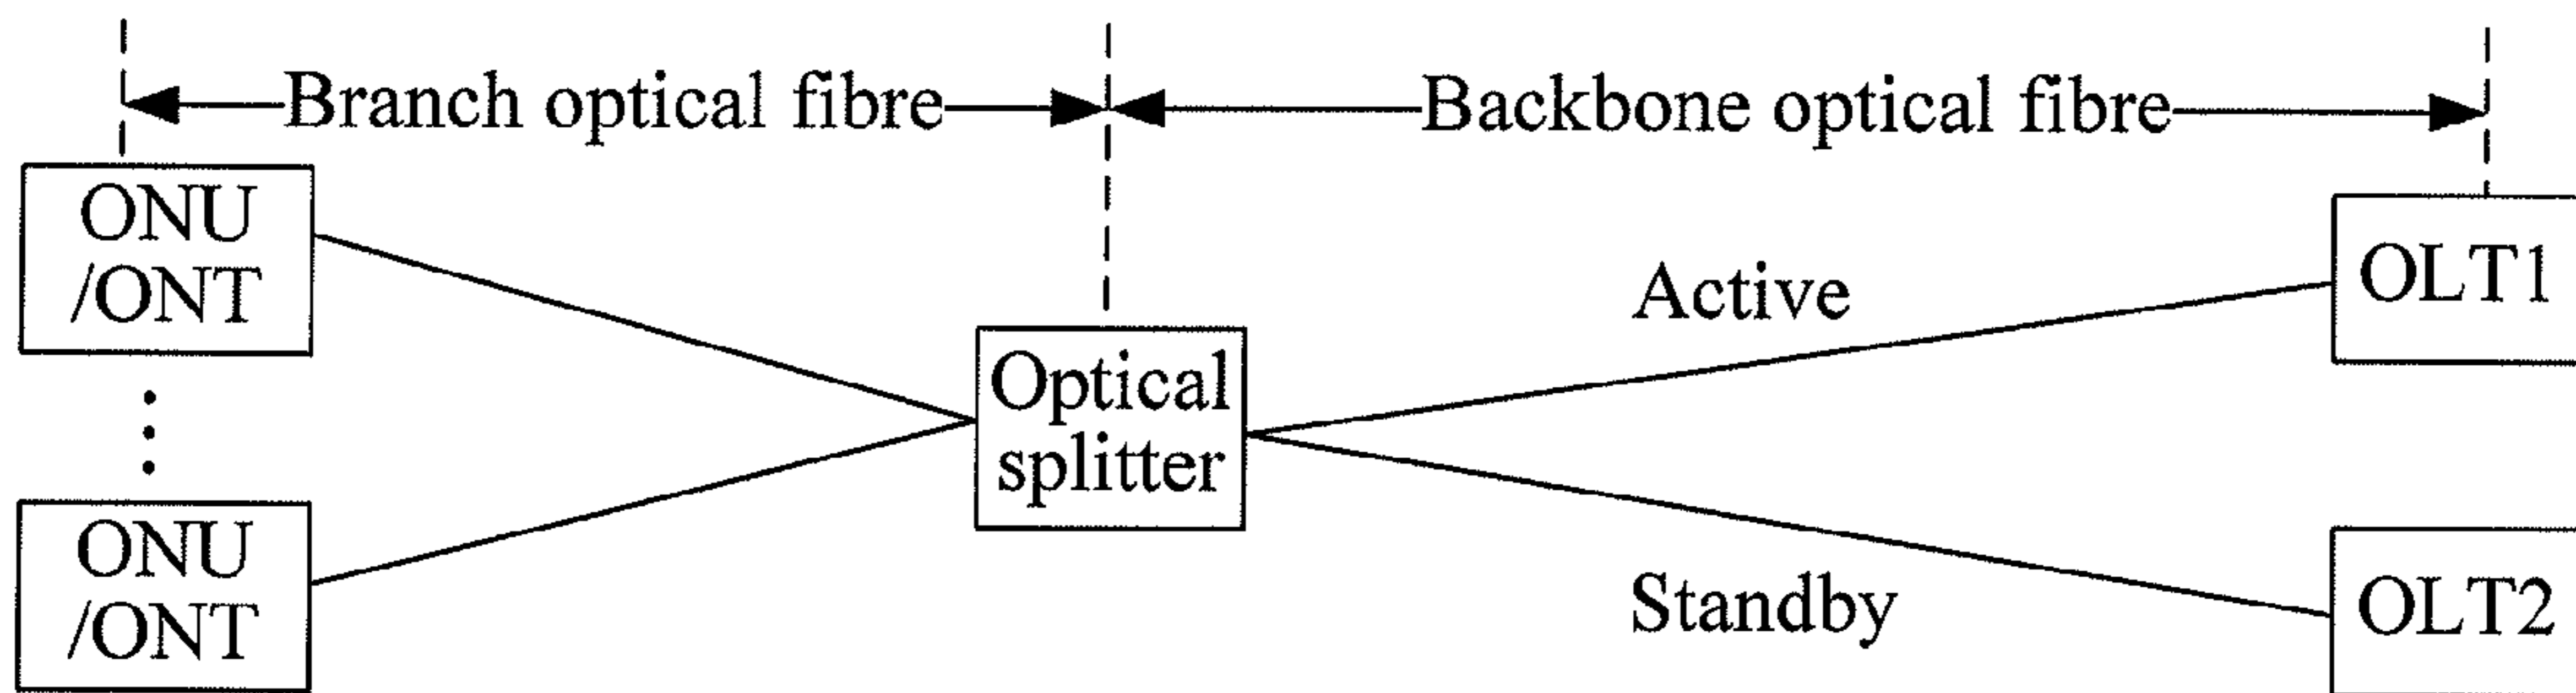 Branch optical fibre
Backbone optical fibre
ONU
/ONT
Active
OLT1
Optical
splitter
ONU
/ONT
Standby
OLT2